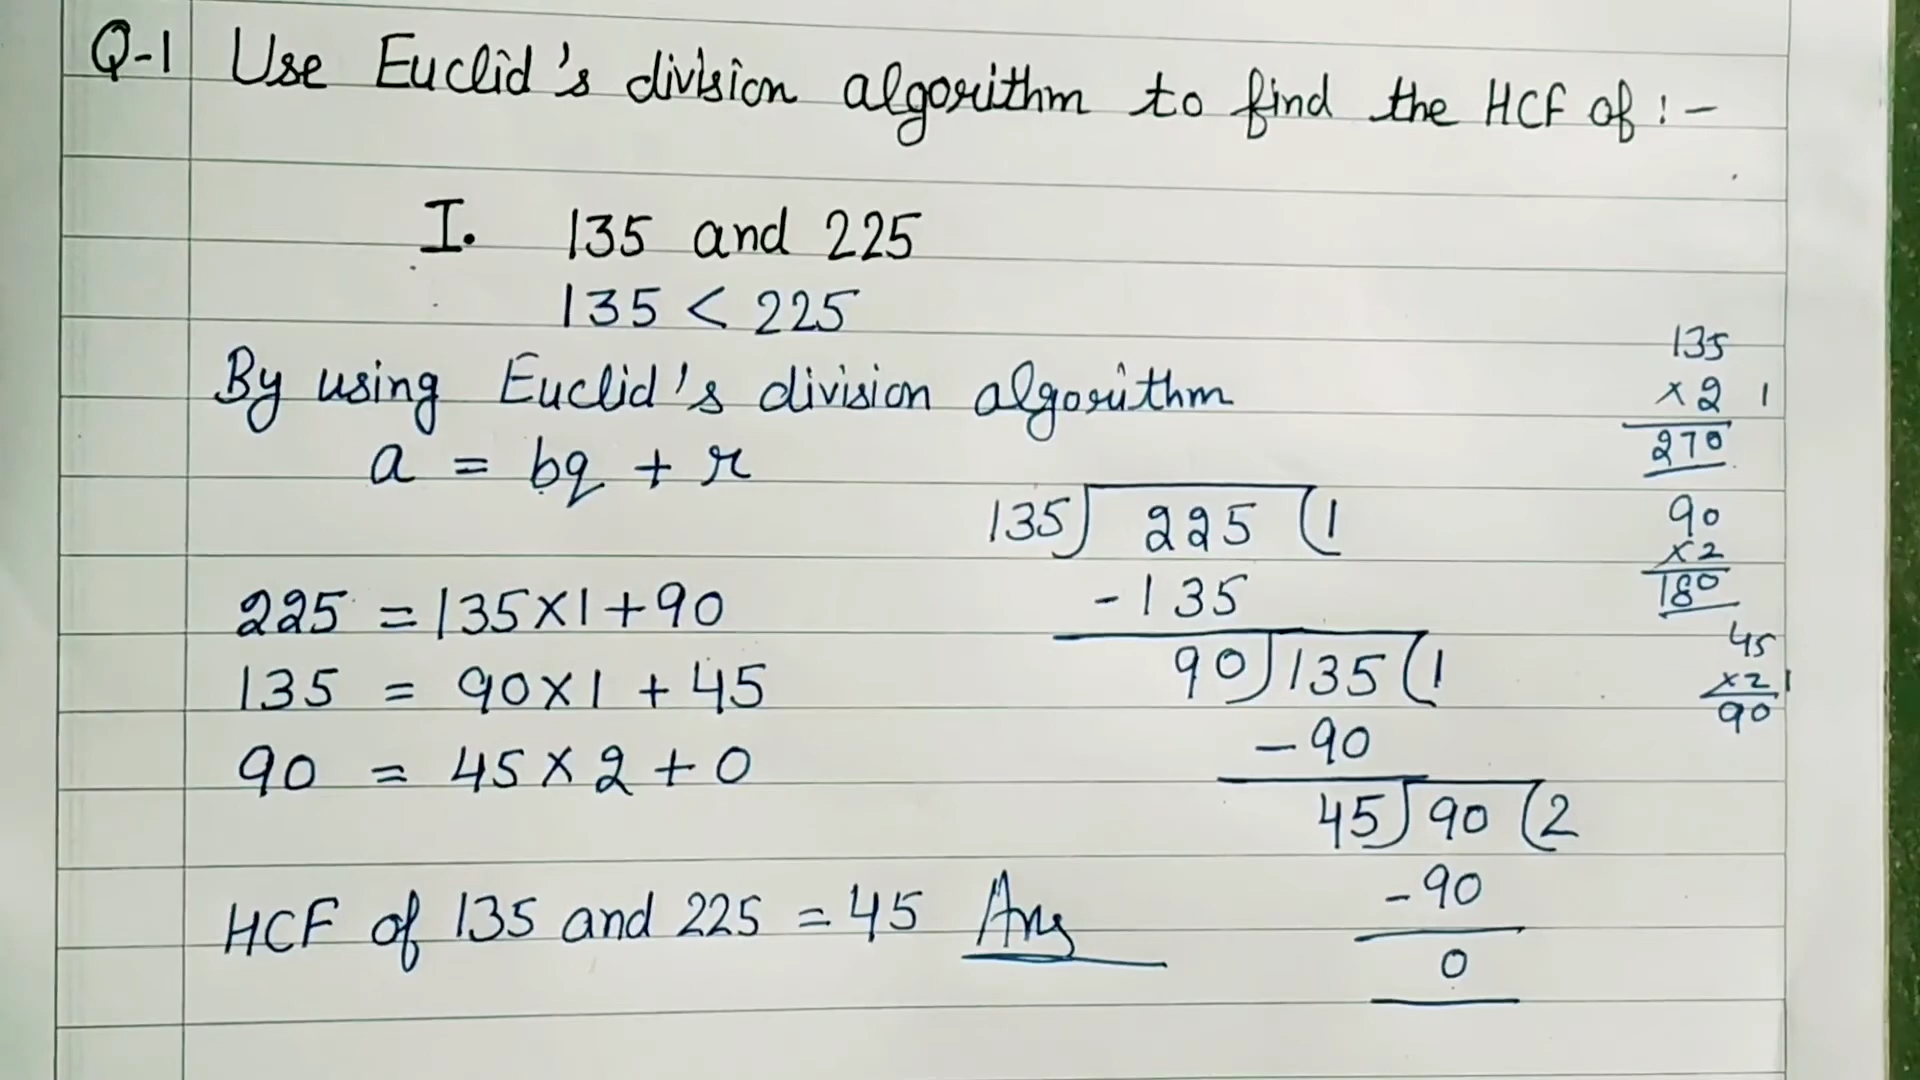 Q-1 Use Euclid's division algorithm to find the HCF of :-
I. 135 and 225
135 < 225
By using Euclid's division algorithm
a = bq + r
225 = 135×1+90
135 = 90×1 + 45
90 = 45 × 2 + 0
HCF of 135 and 225 = 45 Ans
135) 225 (1
-135
90) 135 (1
-90
45) 90 (2
-90
0
135
×2 1
270
90
×2
180
45
×2 1
90